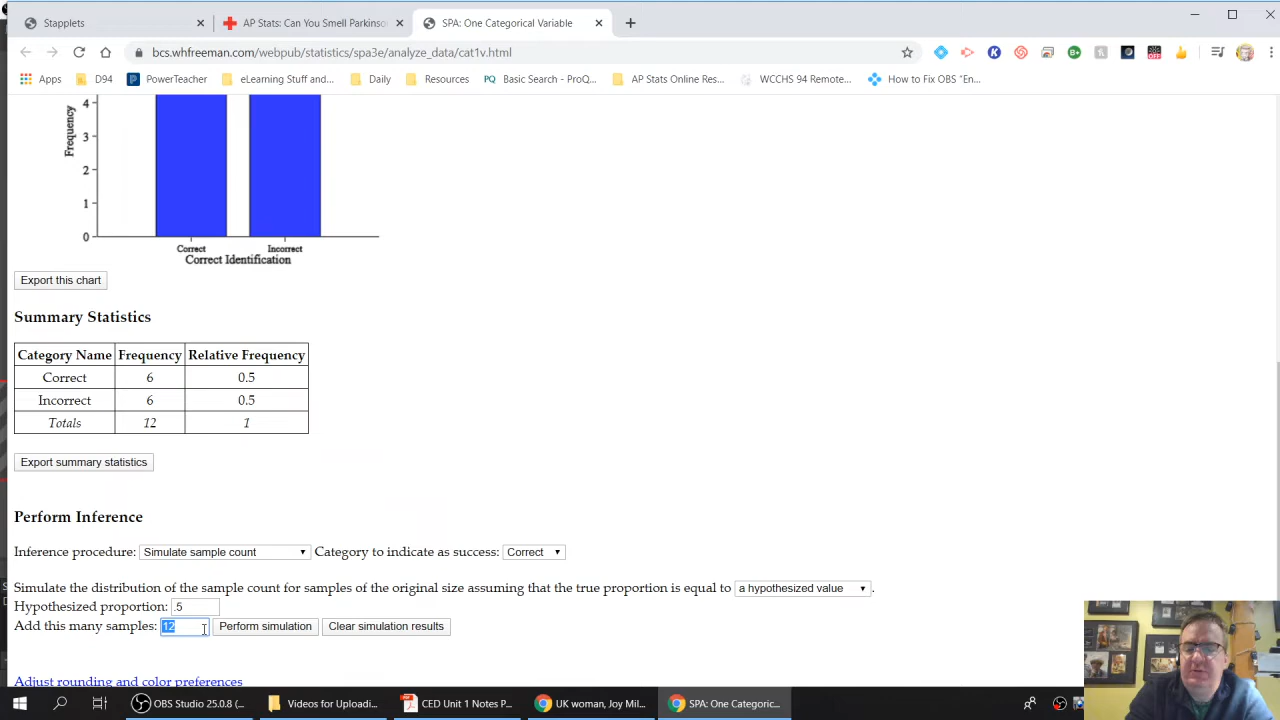 Stapplets
AP Stats: Can You Smell Parkinso
SPA: One Categorical Variable
bcs.whfreeman.com/webpub/statistics/spa3e/analyze_data/cat1v.html
Apps
D94
PowerTeacher
eLearning Stuff and...
Daily
Resources
PQ Basic Search - ProQ...
AP Stats Online Res...
WCCHS 94 Remote...
How to Fix OBS "En...
4
3
2
1
0
Frequency
Correct
Incorrect
Correct Identification
Export this chart
Summary Statistics
Category Name Frequency Relative Frequency
Correct 6 0.5
Incorrect 6 0.5
Totals 12 1
Export summary statistics
Perform Inference
Inference procedure: Simulate sample count Category to indicate as success: Correct
Simulate the distribution of the sample count for samples of the original size assuming that the true proportion is equal to a hypothesized value .
Hypothesized proportion: .5
Add this many samples: 12 Perform simulation Clear simulation results
Adjust rounding and color preferences
OBS Studio 25.0.8 (...
Videos for Uploadi...
CED Unit 1 Notes P...
UK woman, Joy Mil...
SPA: One Categoric...